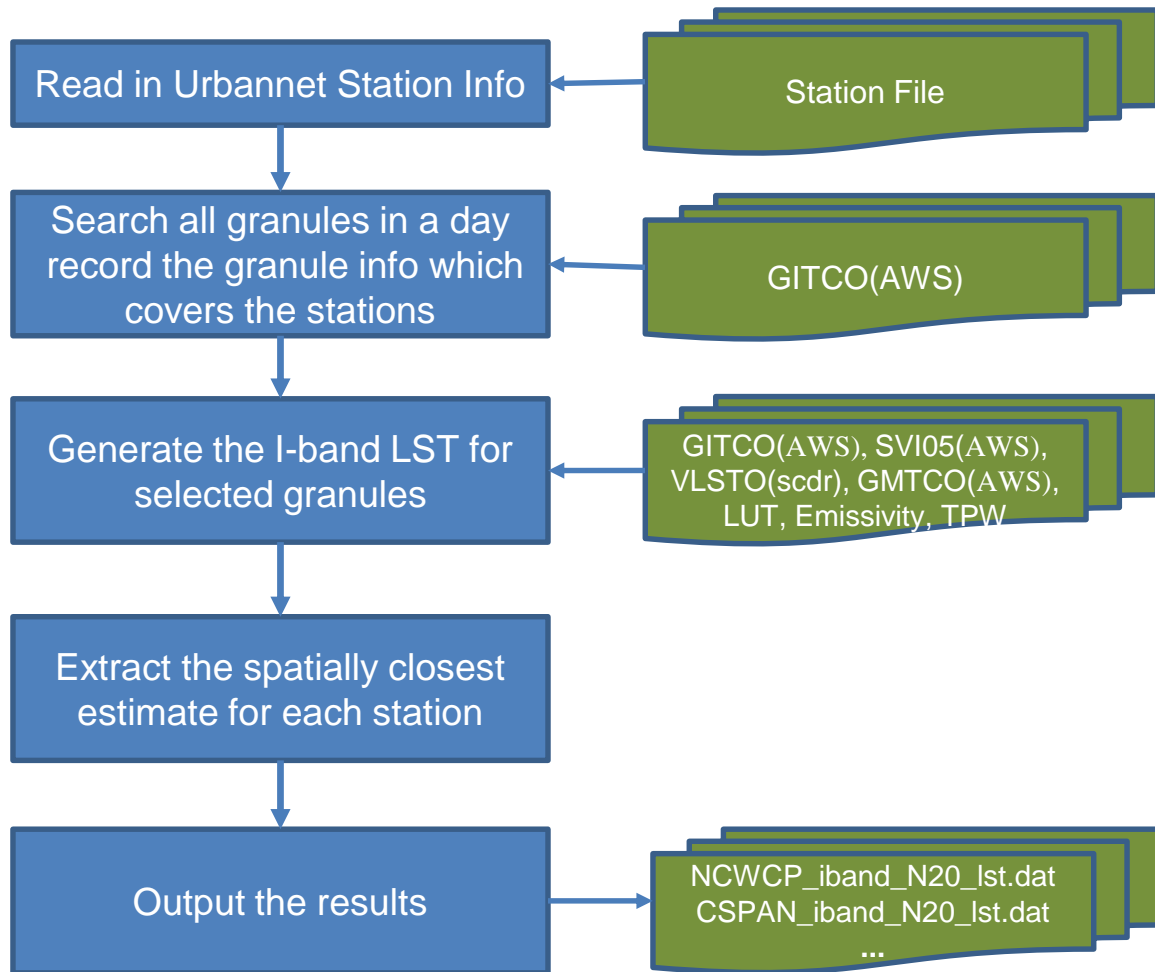 Read in Urbannet Station Info
Station File
Search all granules in a day
record the granule info which
covers the stations
GITCO(AWS)
Generate the I-band LST for
selected granules
GITCO(AWS), SVI05(AWS),
VLSTO(scdr), GMTCO(AWS),
LUT, Emissivity, TPW
Extract the spatially closest
estimate for each station
Output the results
NCWCP_iband_N20_lst.dat
CSPAN_iband_N20_lst.dat
...